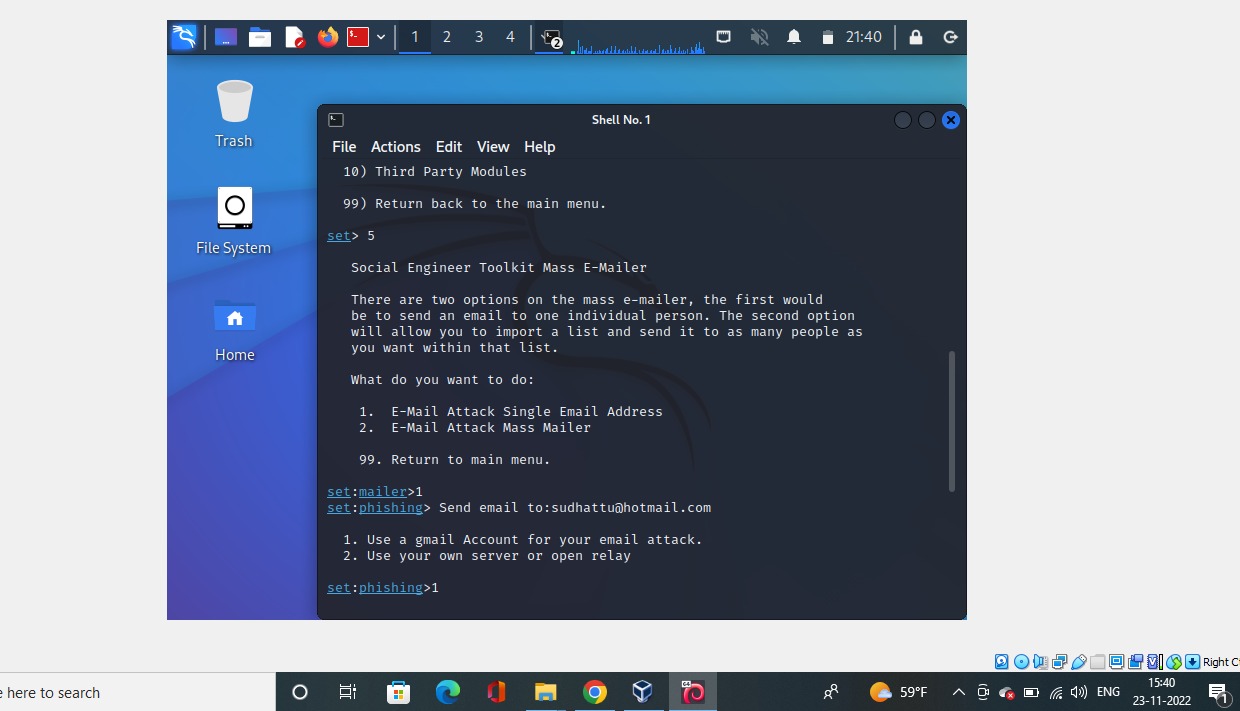 1 2 3 4 2 21:40
Trash
File System
Home
Shell No. 1
File Actions Edit View Help
10) Third Party Modules
99) Return back to the main menu.
set> 5
Social Engineer Toolkit Mass E-Mailer
There are two options on the mass e-mailer, the first would
be to send an email to one individual person. The second option
will allow you to import a list and send it to as many people as
you want within that list.
What do you want to do:
1. E-Mail Attack Single Email Address
2. E-Mail Attack Mass Mailer
99. Return to main menu.
set:mailer>1
set:phishing> Send email to:sudhattu@hotmail.com
1. Use a gmail Account for your email attack.
2. Use your own server or open relay
set:phishing>1
Right C
e here to search
64
59°F
ENG
15:40
23-11-2022
1